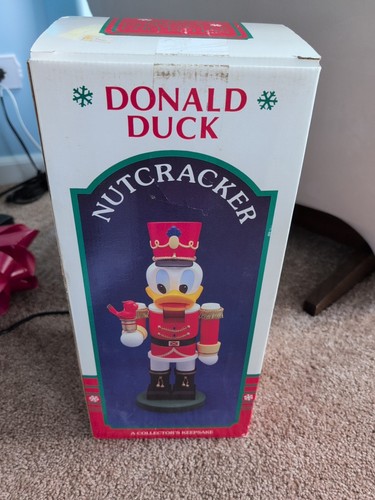 DONALD
DUCK
NUTCRACKER
A COLLECTOR'S KEEPSAKE